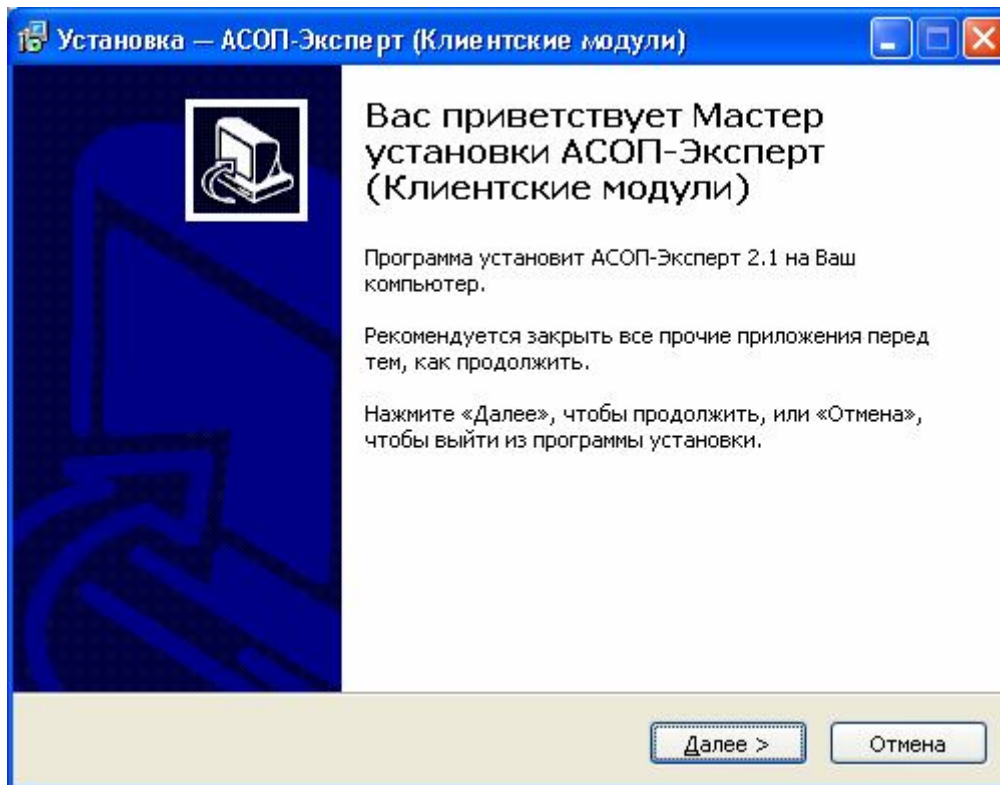 Установка — АСОП-Эксперт (Клиентские модули)
Вас приветствует Мастер
установки АСОП-Эксперт
(Клиентские модули)
Программа установит АСОП-Эксперт 2.1 на Ваш
компьютер.
Рекомендуется закрыть все прочие приложения перед
тем, как продолжить.
Нажмите «Далее», чтобы продолжить, или «Отмена»,
чтобы выйти из программы установки.
Далее >
Отмена